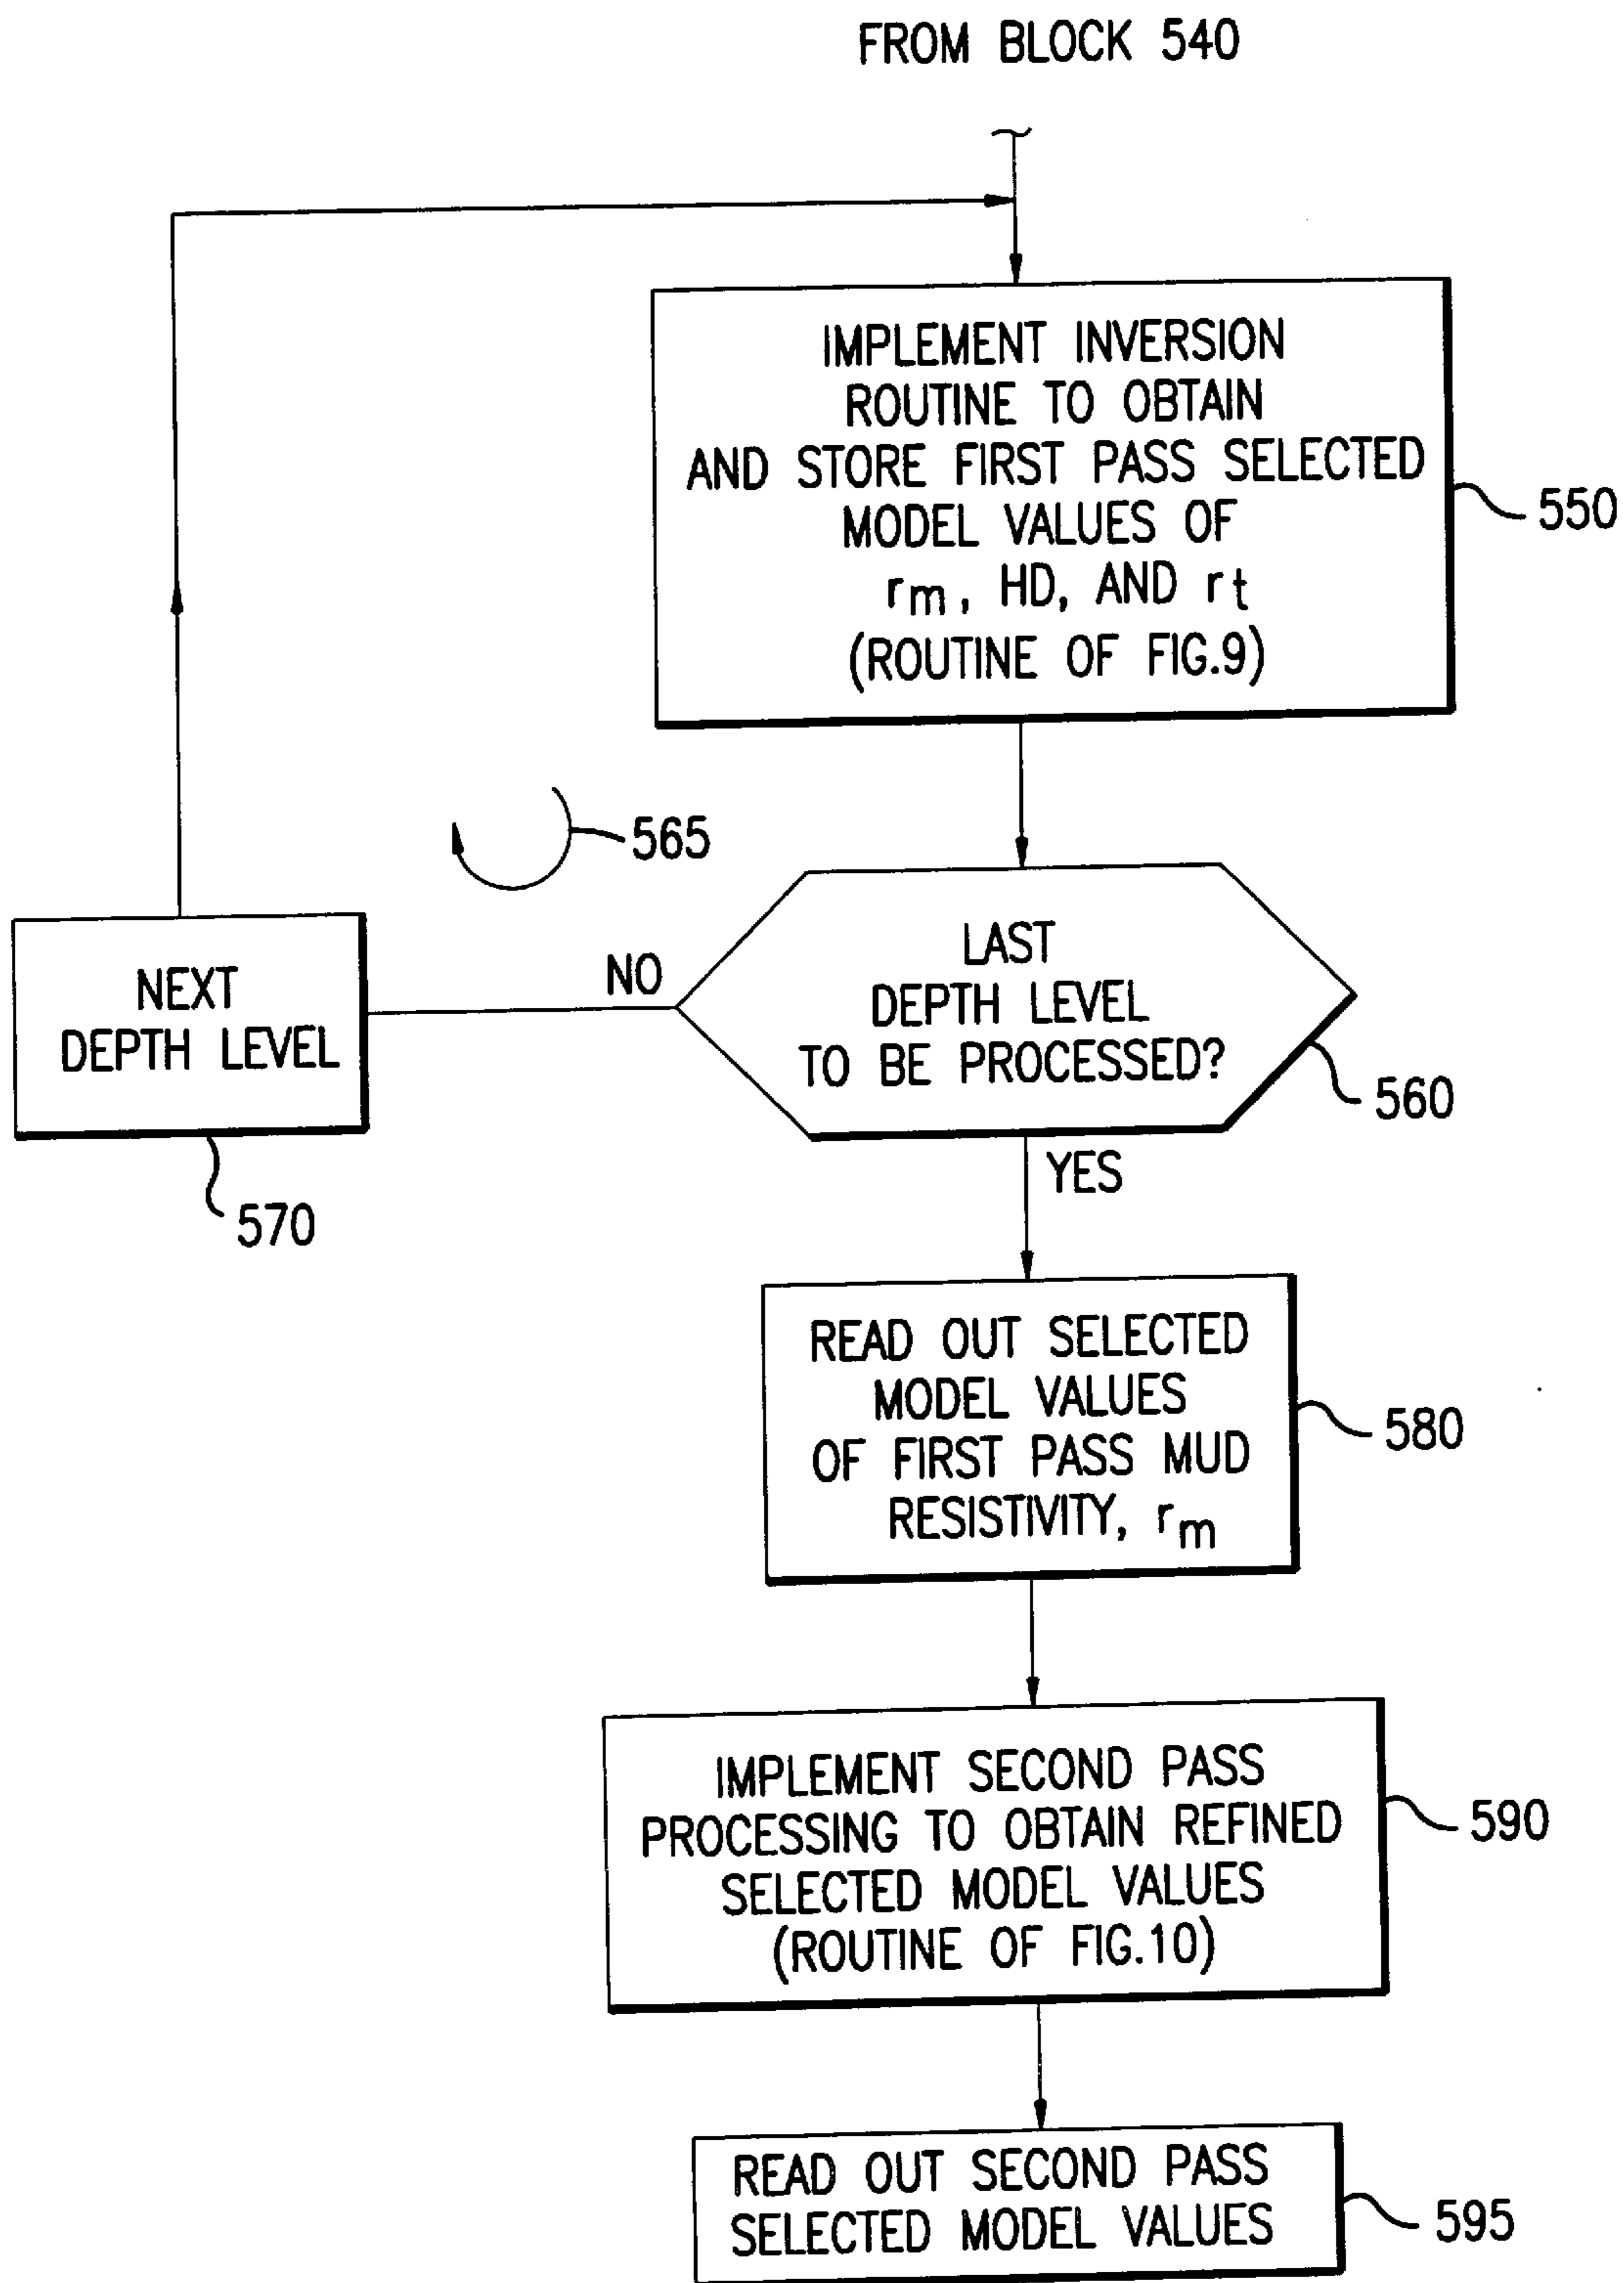 FROM BLOCK 540
IMPLEMENT INVERSION
ROUTINE TO OBTAIN
AND STORE FIRST PASS SELECTED
MODEL VALUES OF
rm, HD, AND rt
(ROUTINE OF FIG.9)
550
565
LAST
DEPTH LEVEL
TO BE PROCESSED?
560
NO
NEXT
DEPTH LEVEL
570
YES
READ OUT SELECTED
MODEL VALUES
OF FIRST PASS MUD
RESISTIVITY, rm
580
IMPLEMENT SECOND PASS
PROCESSING TO OBTAIN REFINED
SELECTED MODEL VALUES
(ROUTINE OF FIG.10)
590
READ OUT SECOND PASS
SELECTED MODEL VALUES
595